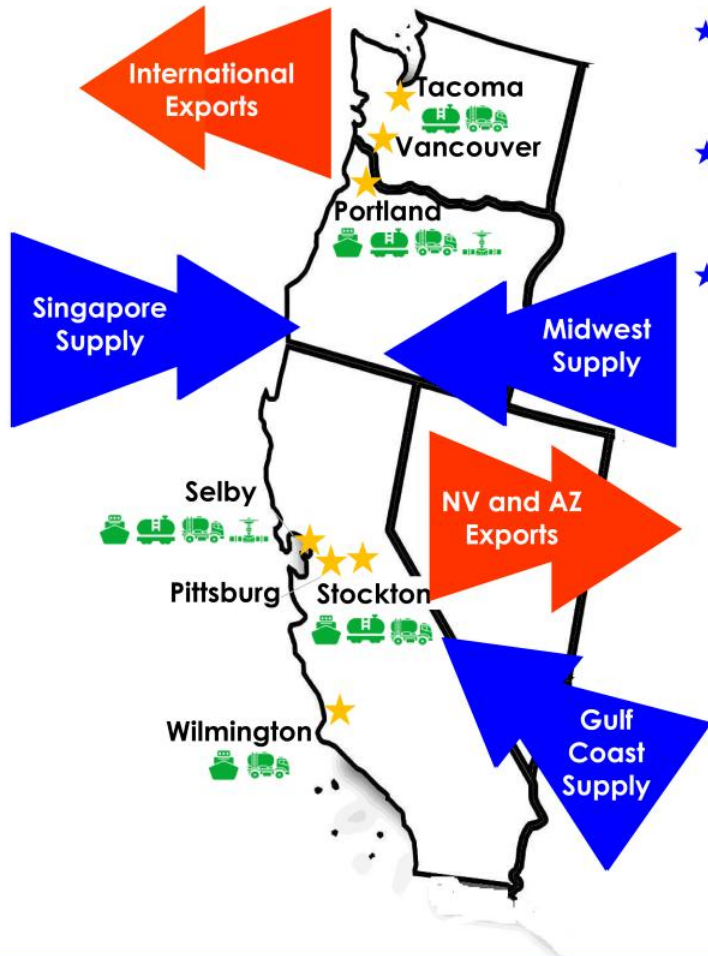 International
Exports
Tacoma
Vancouver
Portland
Singapore
Supply
Midwest
Supply
Selby
NV and AZ
Exports
Pittsburg
Stockton
Wilmington
Gulf
Coast
Supply